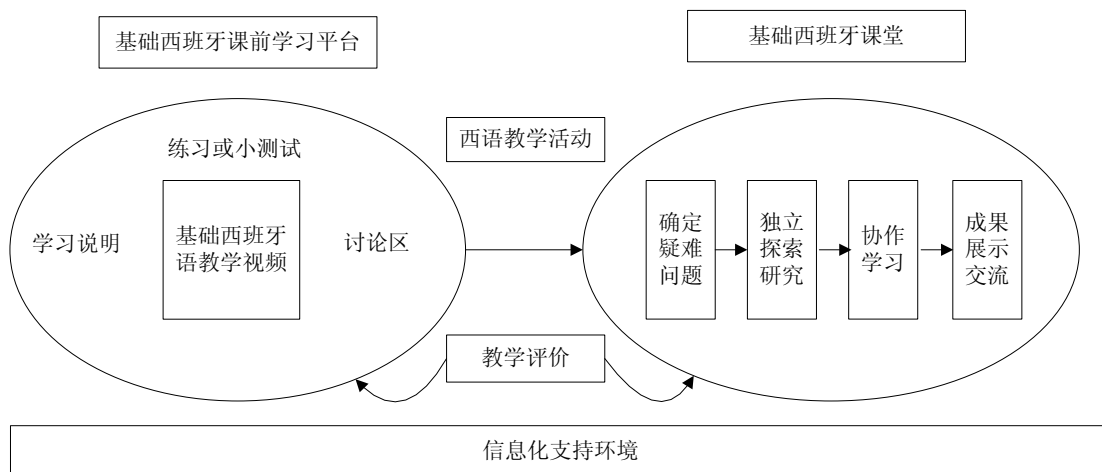 基础西班牙课前学习平台
基础西班牙课堂
西语教学活动
练习或小测试
学习说明
基础西班牙
语教学视频
讨论区
确定
疑难
问题
独立
探索
研究
协作
学习
成果
展示
交流
教学评价
信息化支持环境